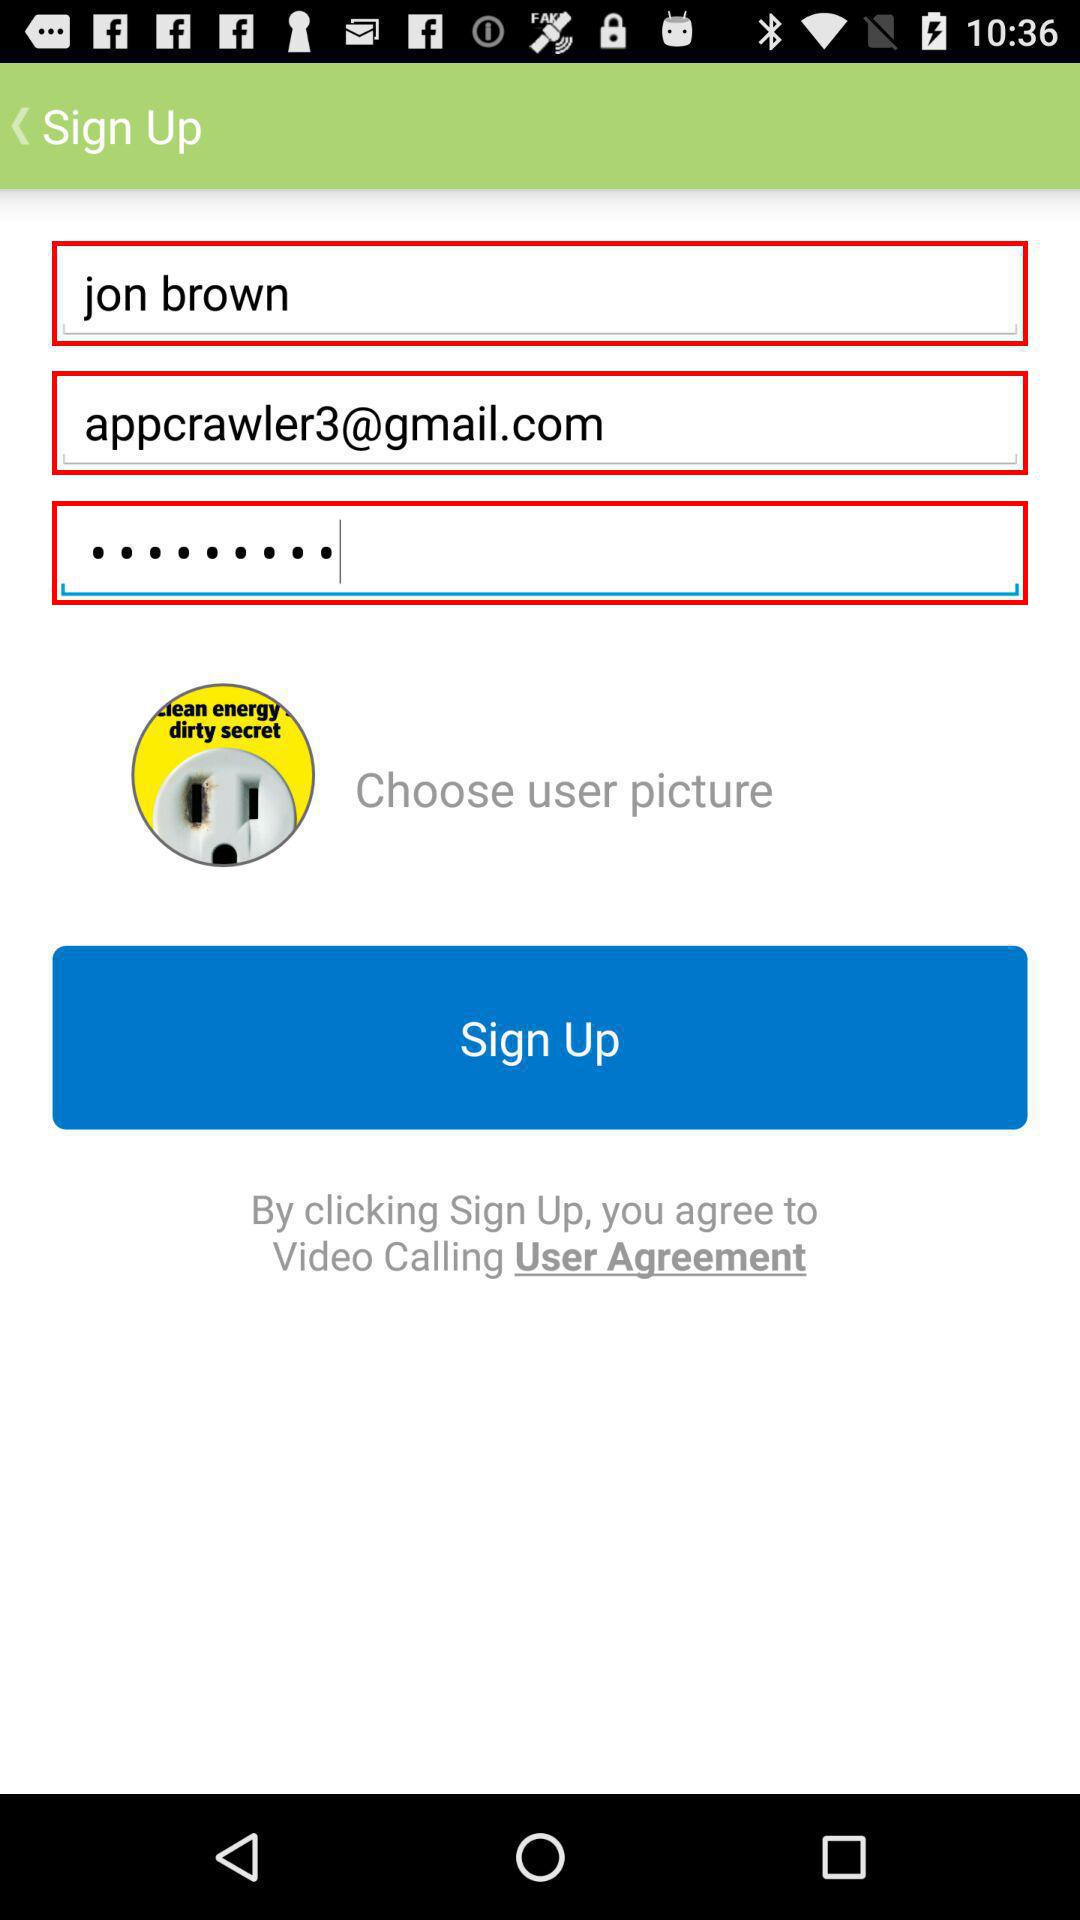 FAKE
10:36
Sign Up
jon brown
appcrawler3@gmail.com
•••••••••
clean energy's
dirty secret
Choose user picture
Sign Up
By clicking Sign Up, you agree to
Video Calling User Agreement